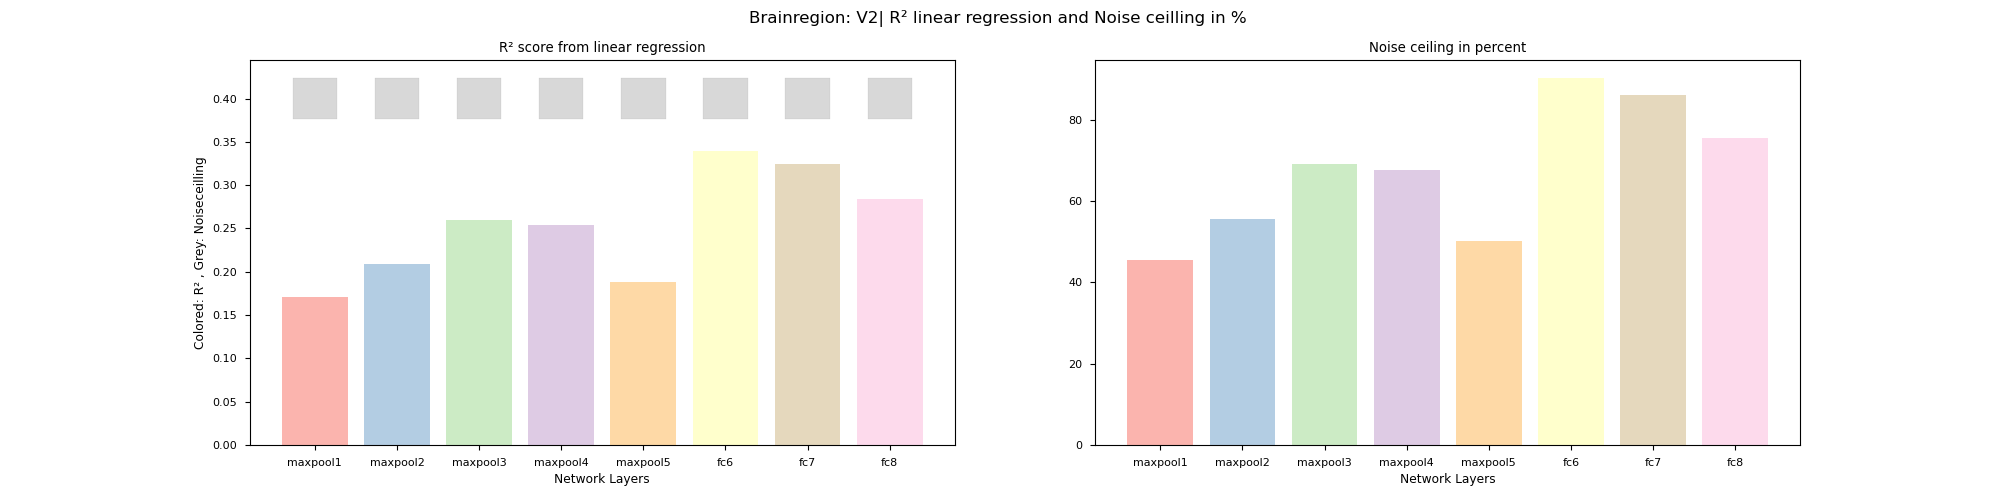 Brainregion: V2| R² linear regression and Noise ceilling in %
R² score from linear regression
Colored: R² , Grey: Noiseceilling
0.40
0.35
0.30
0.25
0.20
0.15
0.10
0.05
0.00
maxpool1 maxpool2 maxpool3 maxpool4 maxpool5 fc6 fc7 fc8
Network Layers
Noise ceiling in percent
80
60
40
20
0
maxpool1 maxpool2 maxpool3 maxpool4 maxpool5 fc6 fc7 fc8
Network Layers